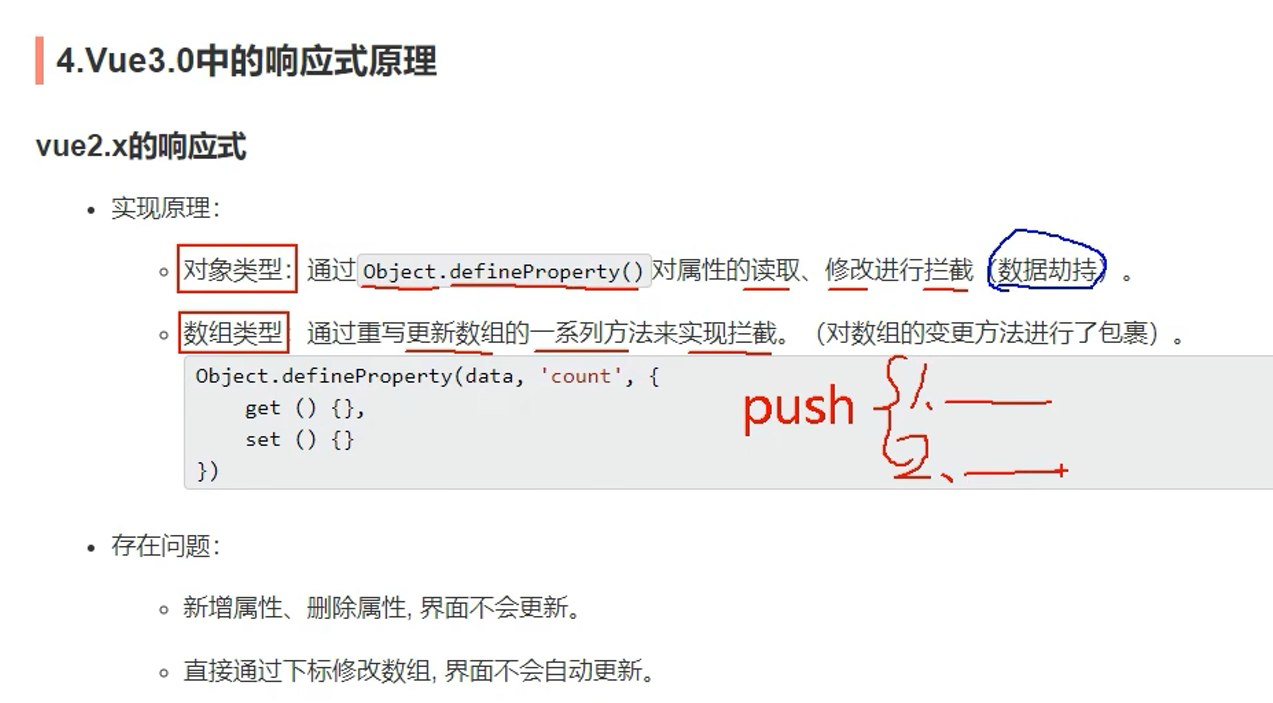 4.Vue3.0中的响应式原理
vue2.x的响应式
• 实现原理：
对象类型：通过Object.defineProperty()对属性的读取、修改进行拦截（数据劫持）。
数组类型：通过重写更新数组的一系列方法来实现拦截。（对数组的变更方法进行了包裹）。
Object.defineProperty(data, 'count', {
get () {},
set () {}
})
push
1、
2、
• 存在问题：
新增属性、删除属性, 界面不会更新。
直接通过下标修改数组, 界面不会自动更新。